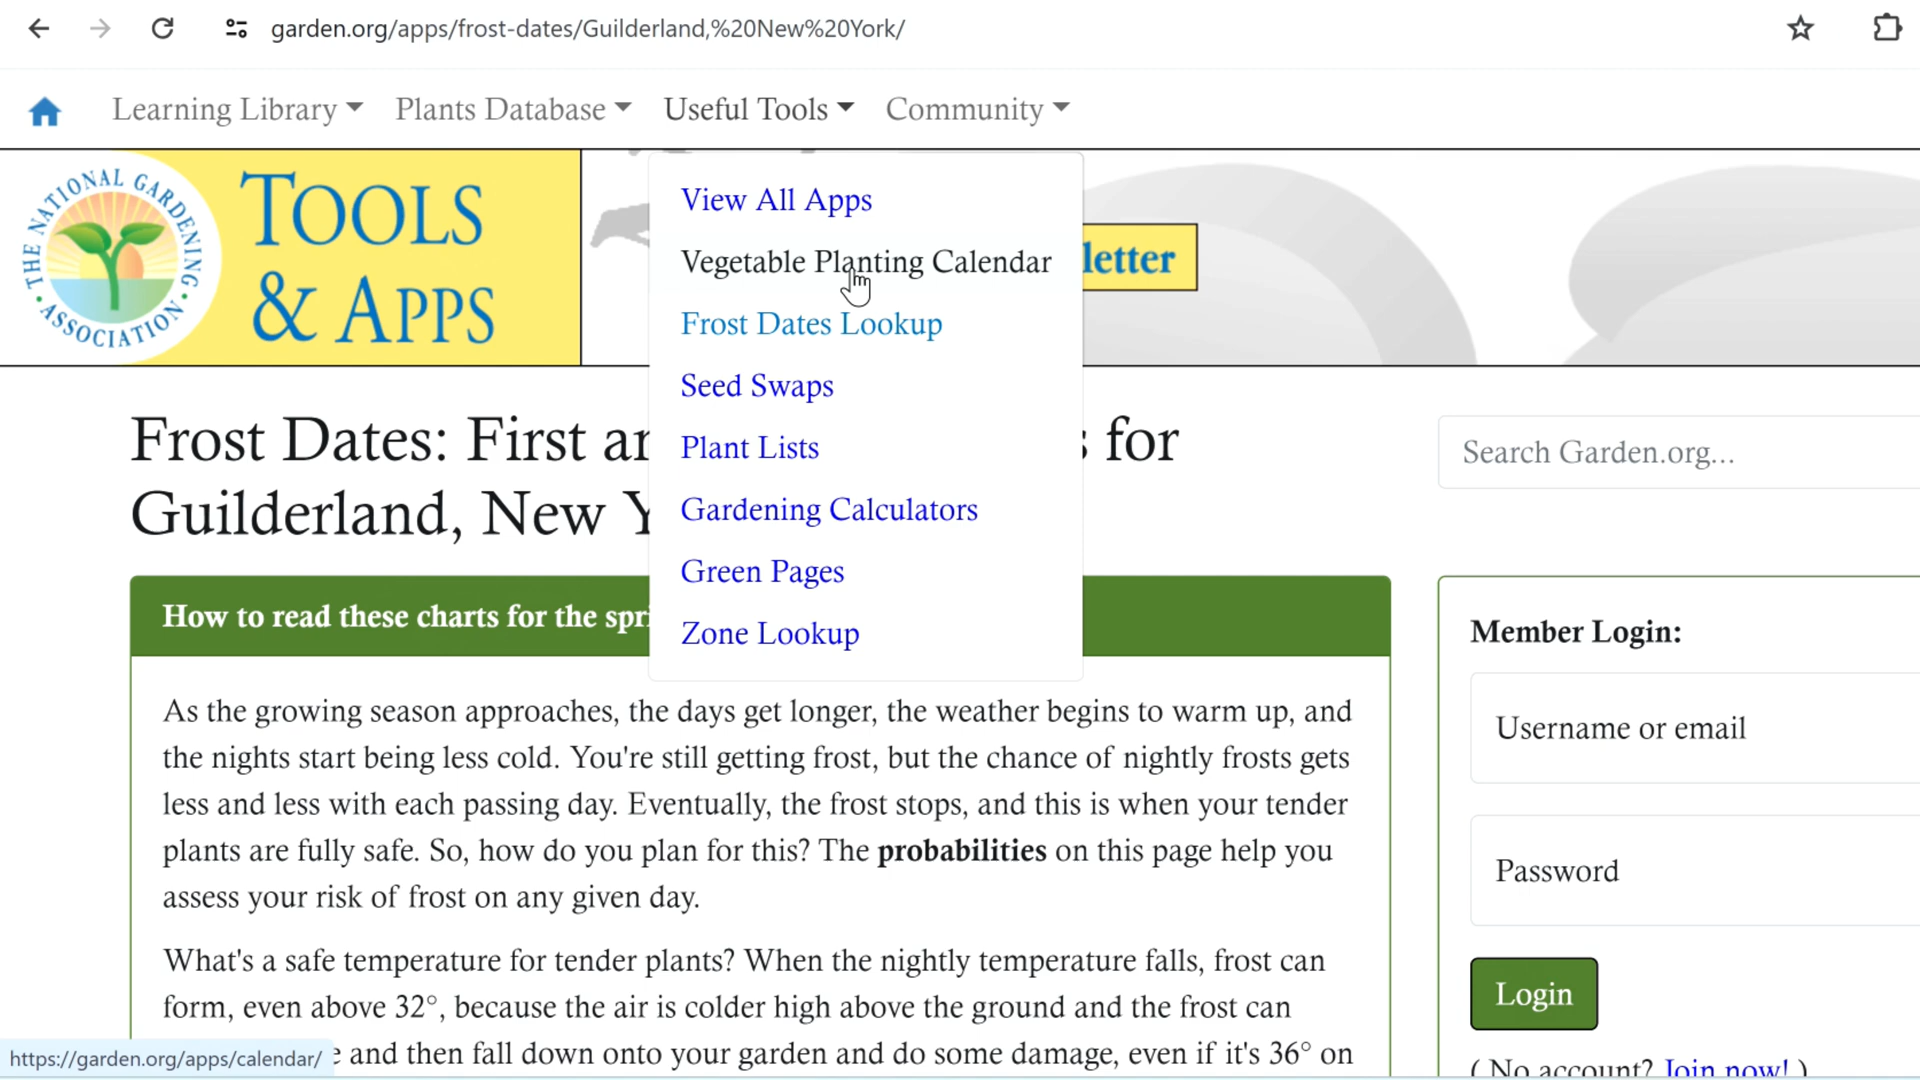 garden.org/apps/frost-dates/Guilderland,%20New%20York/
Learning Library Plants Database Useful Tools Community
THE NATIONAL GARDENING ASSOCIATION
TOOLS
& APPS
View All Apps
Vegetable Planting Calendar
letter
Frost Dates Lookup
Seed Swaps
Plant Lists
Gardening Calculators
Green Pages
Zone Lookup
Frost Dates: First an s for
Guilderland, New Y
Search Garden.org...
How to read these charts for the spri
As the growing season approaches, the days get longer, the weather begins to warm up, and
the nights start being less cold. You're still getting frost, but the chance of nightly frosts gets
less and less with each passing day. Eventually, the frost stops, and this is when your tender
plants are fully safe. So, how do you plan for this? The probabilities on this page help you
assess your risk of frost on any given day.
What's a safe temperature for tender plants? When the nightly temperature falls, frost can
form, even above 32°, because the air is colder high above the ground and the frost can
e and then fall down onto your garden and do some damage, even if it's 36° on
Member Login:
Username or email
Password
Login
( No account? Join now! )
https://garden.org/apps/calendar/